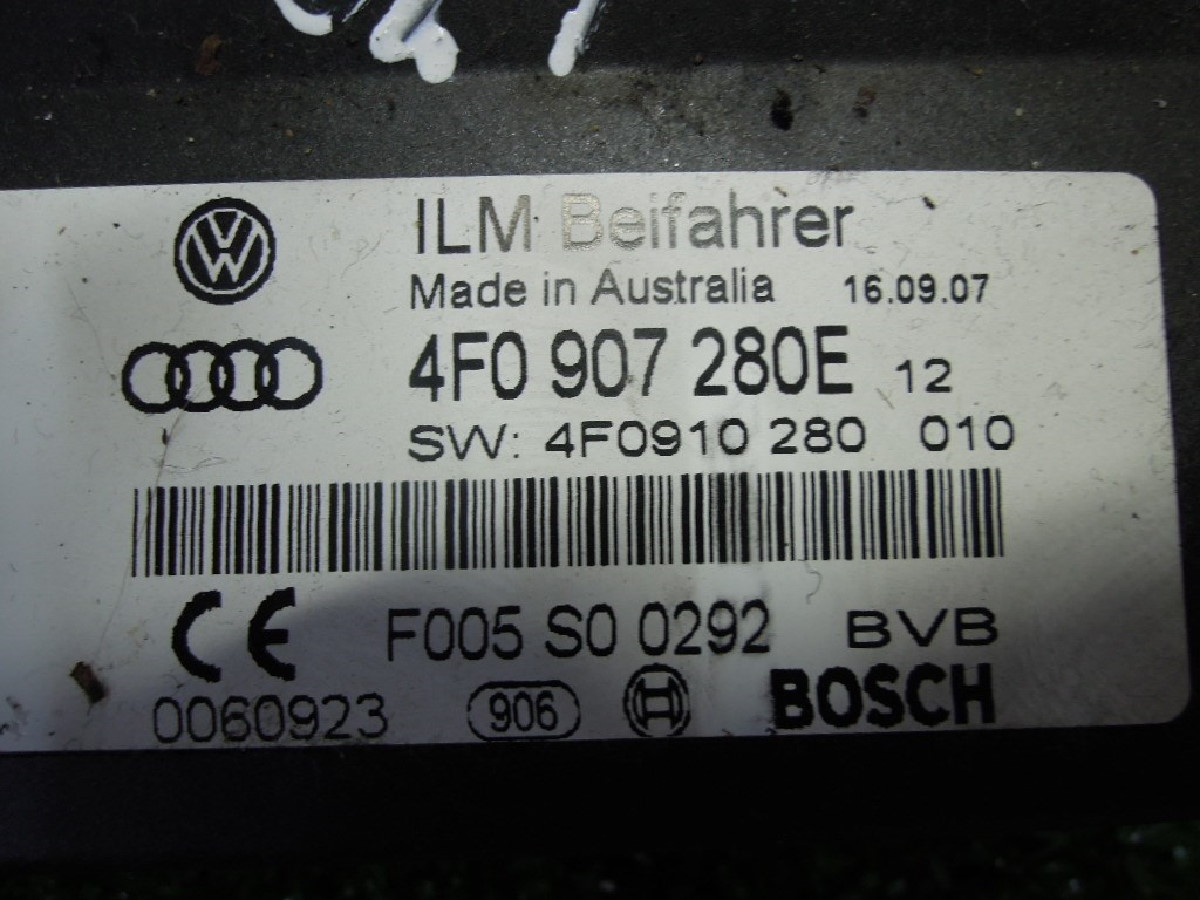 ILM Beifahrer
Made in Australia 16.09.07
4F0 907 280E 12
SW: 4F0910 280 010
CE F005 S0 0292 BVB
0060923 906 BOSCH